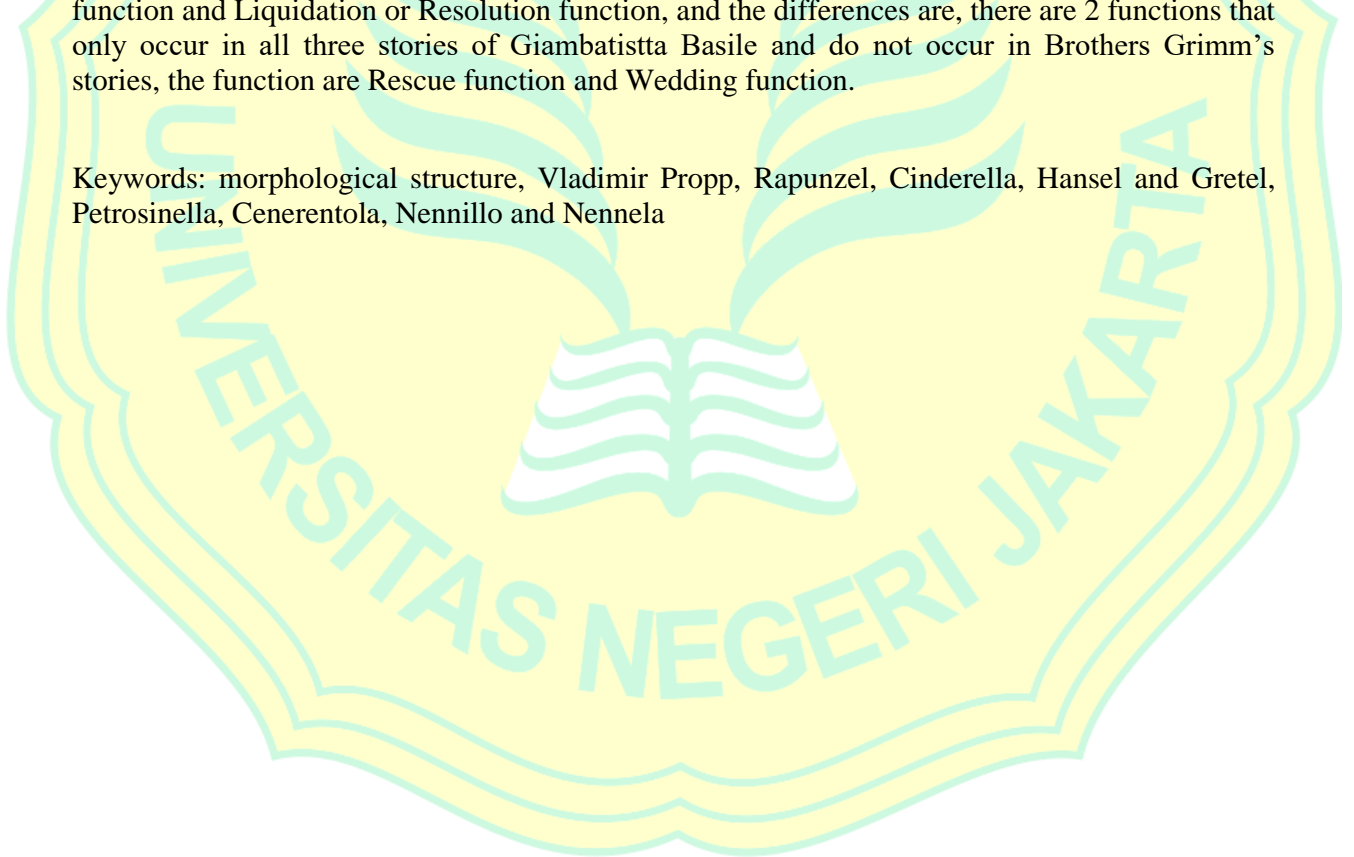 function and Liquidation or Resolution function, and the differences are, there are 2 functions that
only occur in all three stories of Giambatistta Basile and do not occur in Brothers Grimm’s
stories, the function are Rescue function and Wedding function.
Keywords: morphological structure, Vladimir Propp, Rapunzel, Cinderella, Hansel and Gretel,
Petrosinella, Cenerentola, Nennillo and Nennela
UNIVERSITAS NEGERI JAKARTA